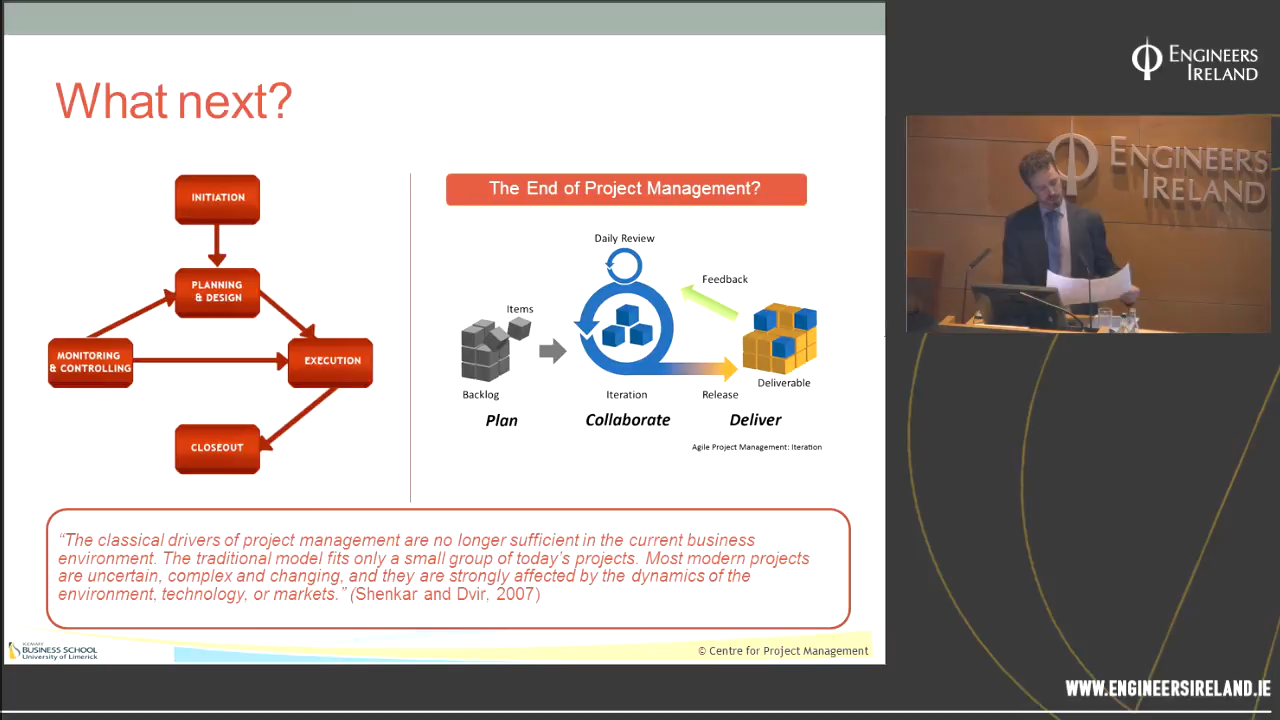 What next?
INITIATION
PLANNING
& DESIGN
MONITORING
& CONTROLLING
EXECUTION
CLOSEOUT
The End of Project Management?
Daily Review
Feedback
Items
Backlog
Iteration
Release
Deliverable
Plan
Collaborate
Deliver
Agile Project Management: Iteration
“The classical drivers of project management are no longer sufficient in the current business
environment. The traditional model fits only a small group of today’s projects. Most modern projects
are uncertain, complex and changing, and they are strongly affected by the dynamics of the
environment, technology, or markets.” (Shenkar and Dvir, 2007)
KEMMY
BUSINESS SCHOOL
University of Limerick
© Centre for Project Management
ENGINEERS
IRELAND
ENGINEERS
IRELAND
WWW.ENGINEERSIRELAND.IE